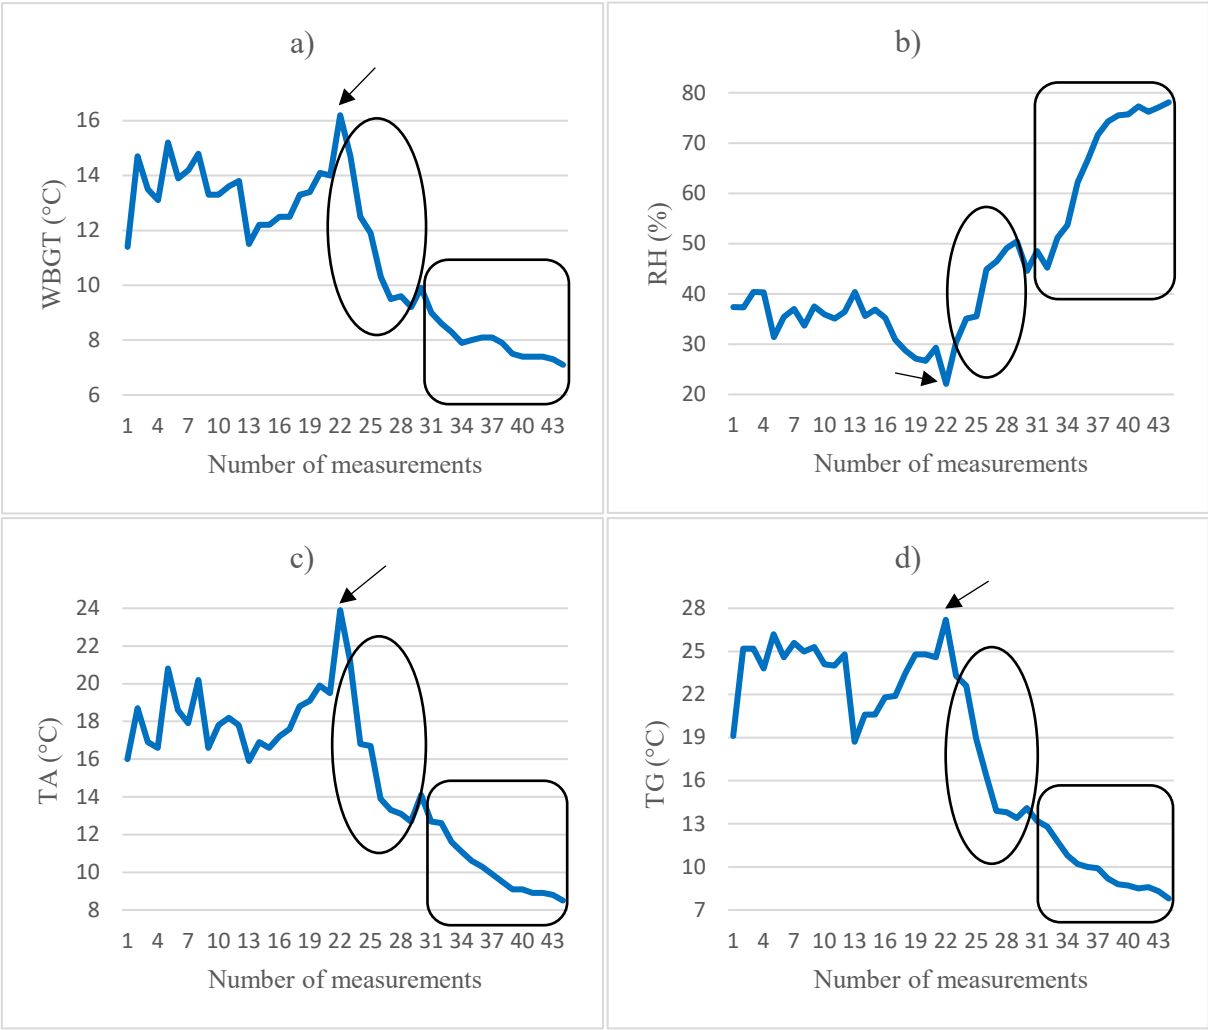 a)
WBGT (°C)
16
14
12
10
8
6
1 4 7 10 13 16 19 22 25 28 31 34 37 40 43
Number of measurements
b)
RH (%)
80
70
60
50
40
30
20
1 4 7 10 13 16 19 22 25 28 31 34 37 40 43
Number of measurements
c)
TA (°C)
24
22
20
18
16
14
12
10
8
1 4 7 10 13 16 19 22 25 28 31 34 37 40 43
Number of measurements
d)
TG (°C)
28
25
22
19
16
13
10
7
1 4 7 10 13 16 19 22 25 28 31 34 37 40 43
Number of measurements